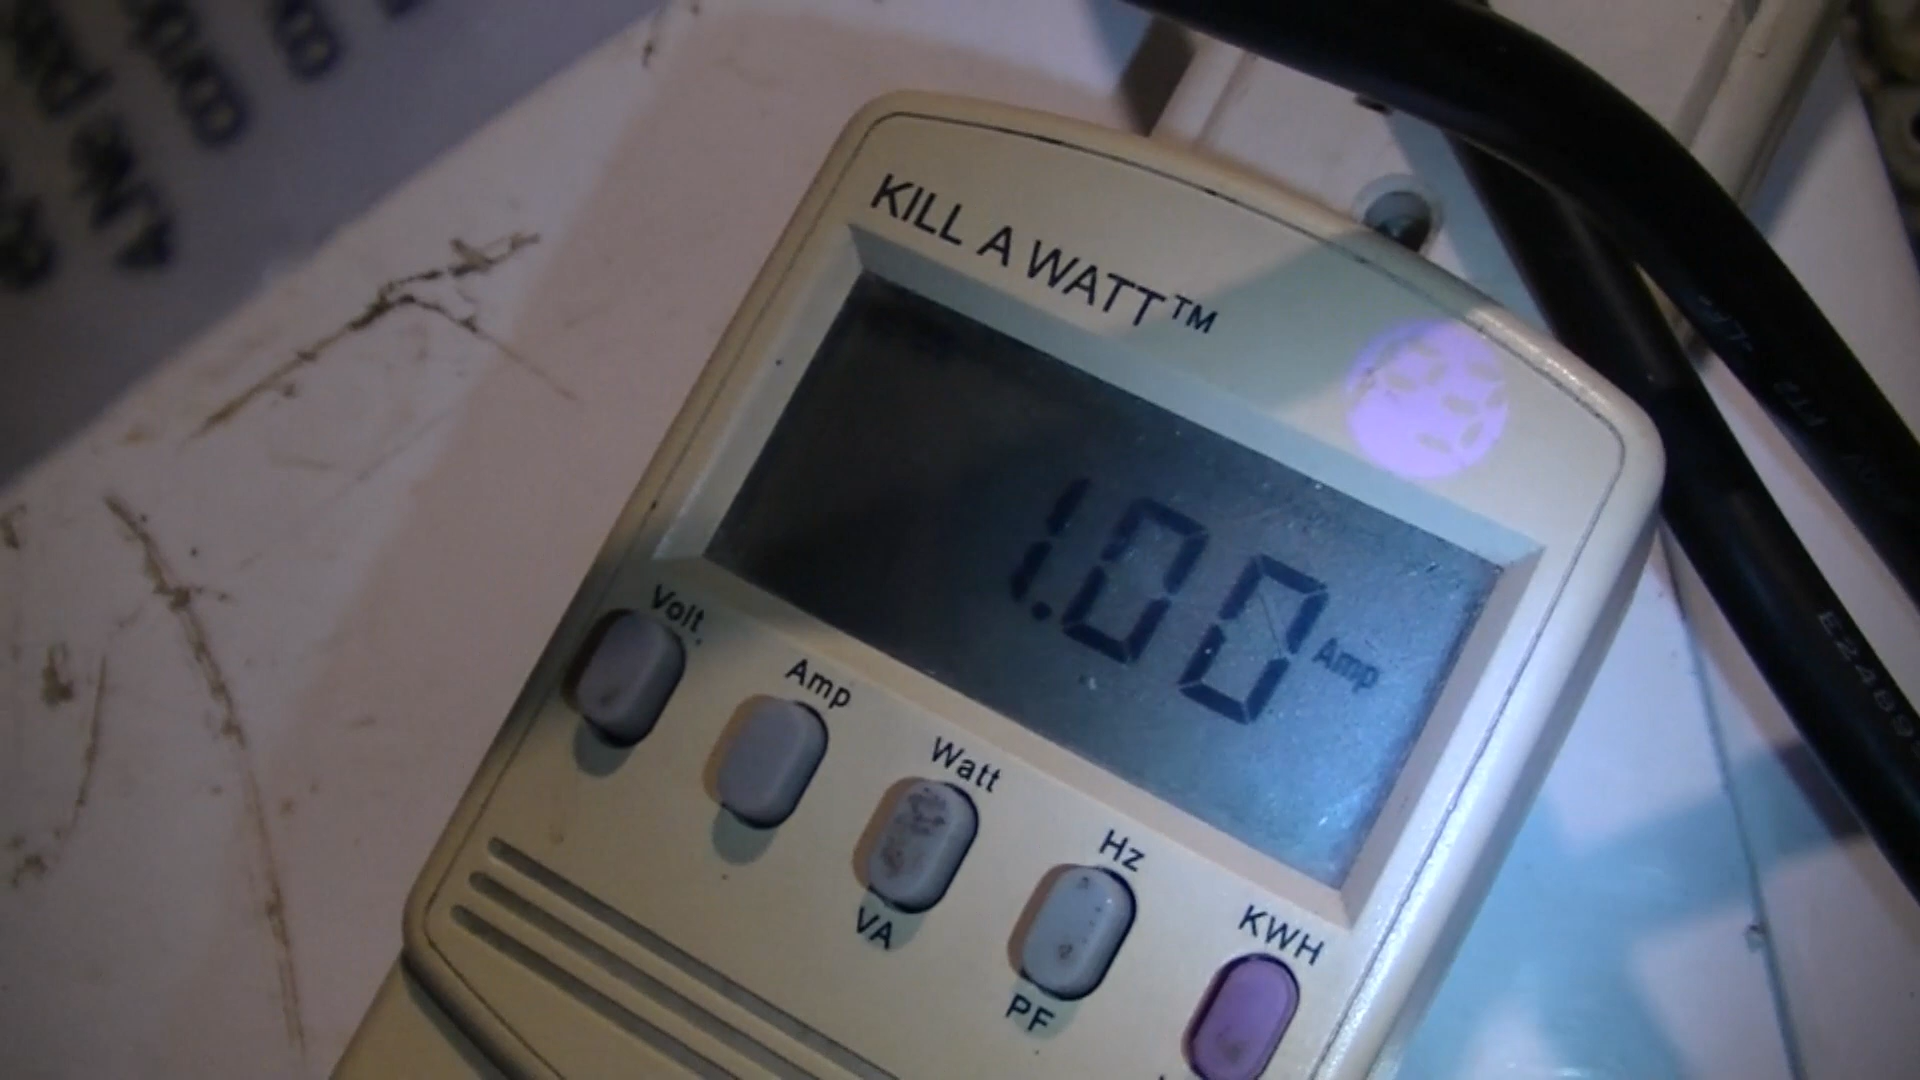 KILL A WATT™
1.00 Amp
Volt
Amp
Watt
Hz
KWH
VA
PF